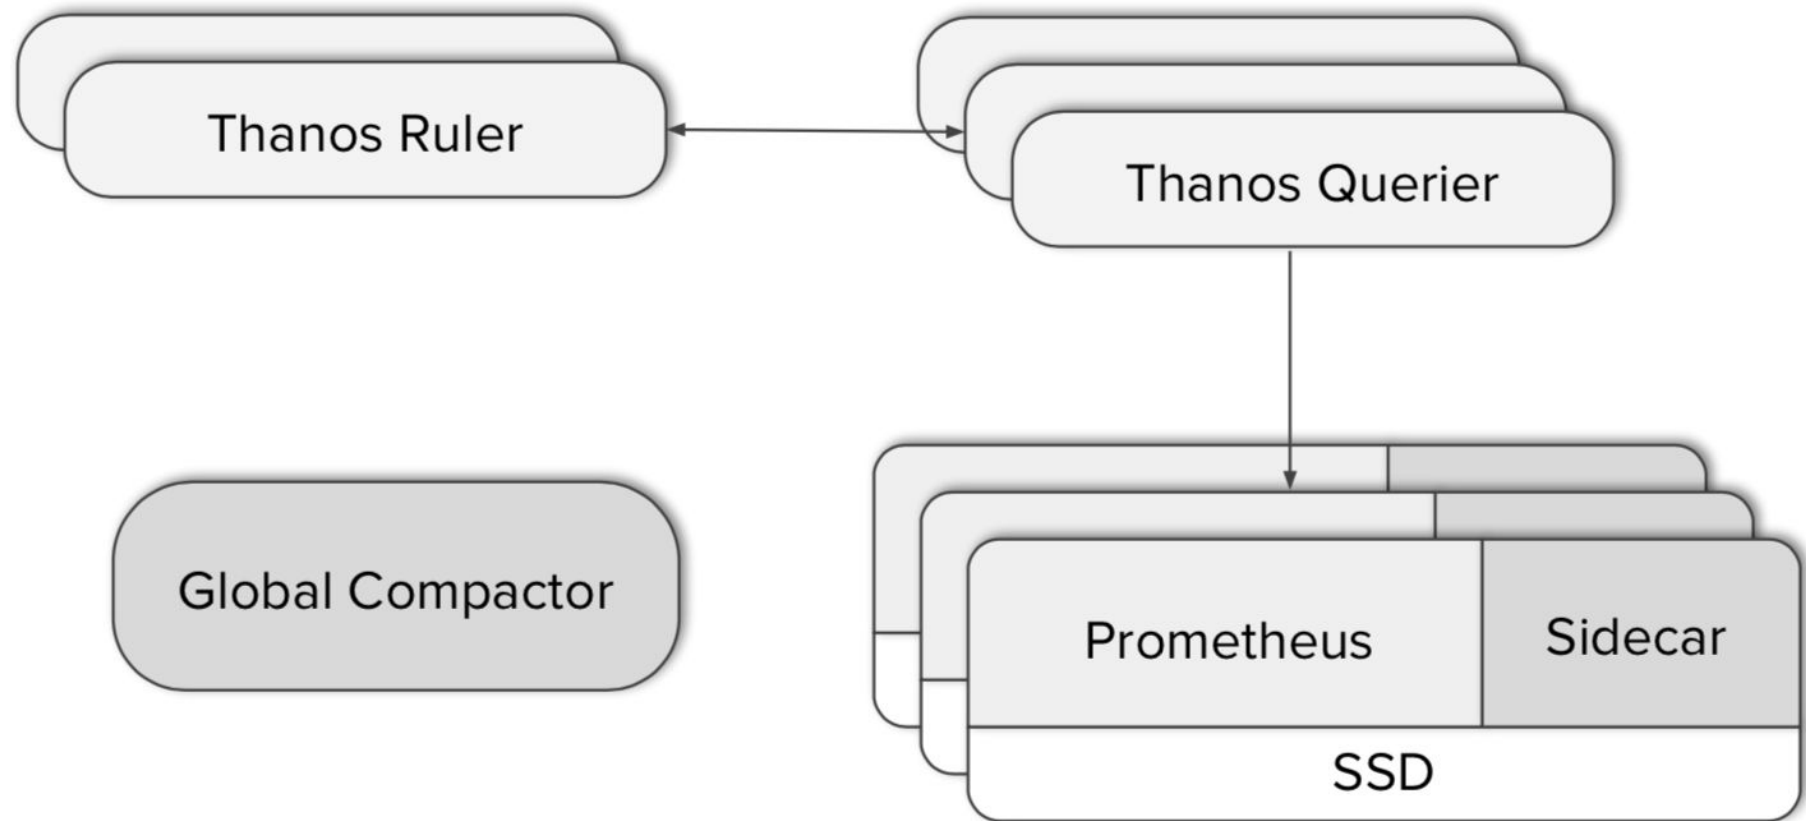 Thanos Ruler
Thanos Querier
Global Compactor
Prometheus
Sidecar
SSD